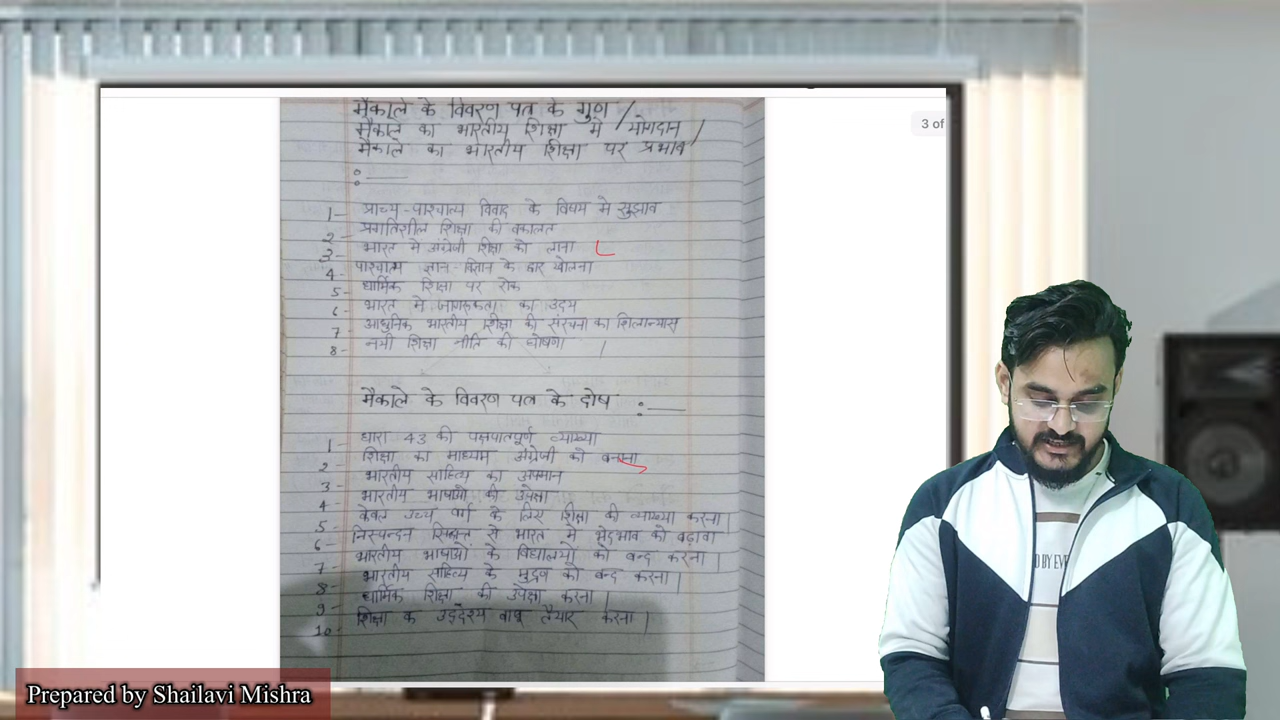 मैकाले के विवरण पत्र के गुण /
मैकाले का भारतीय शिक्षा में योगदान /
मैकाले का भारतीय शिक्षा पर प्रभाव
:—
3 of
1- प्राच्य-पाश्चात्य विवाद के विषय मे सुझाव
2- प्रगतिशील शिक्षा की वकालत
3- भारत मे अंग्रेजी शिक्षा को लाना
4- पाश्चात्य ज्ञान-विज्ञान के द्वार खोलना
5- धार्मिक शिक्षा पर रोक
6- भारत में जागरूकता का उदय
7- आधुनिक भारतीय शिक्षा की संरचना का शिलान्यास
8- नयी शिक्षा नीति की घोषणा |
मैकाले के विवरण पत्र के दोष :—
1- धारा 43 की पक्षपातपूर्ण व्याख्या
2- शिक्षा का माध्यम अंग्रेजी को बनाना
3- भारतीय साहित्य का अपमान
4- भारतीय भाषाओ की उपेक्षा
5- केवल उच्च वर्ग के लिए शिक्षा की व्याख्या करना |
6- निस्यन्दन सिद्धान्त से भारत में भेदभाव को बढ़ावा
7- भारतीय भाषाओ के विद्यालयों को बन्द करना |
8- भारतीय साहित्य के मुद्रण को बन्द करना |
9- धार्मिक शिक्षा की उपेक्षा करना |
10- शिक्षा के उद्देश्य बाबू तैयार करना |
D BY EVE
Prepared by Shailavi Mishra